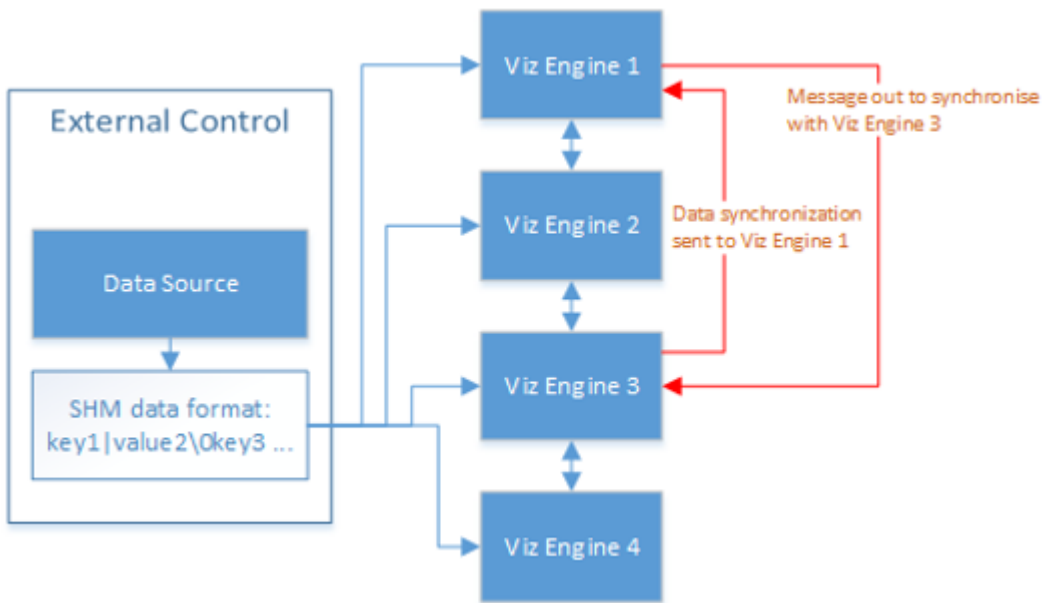 External Control
Data Source
SHM data format:
key1|value2\0key3 ...
Viz Engine 1
Viz Engine 2
Viz Engine 3
Viz Engine 4
Message out to synchronise
with Viz Engine 3
Data synchronization
sent to Viz Engine 1